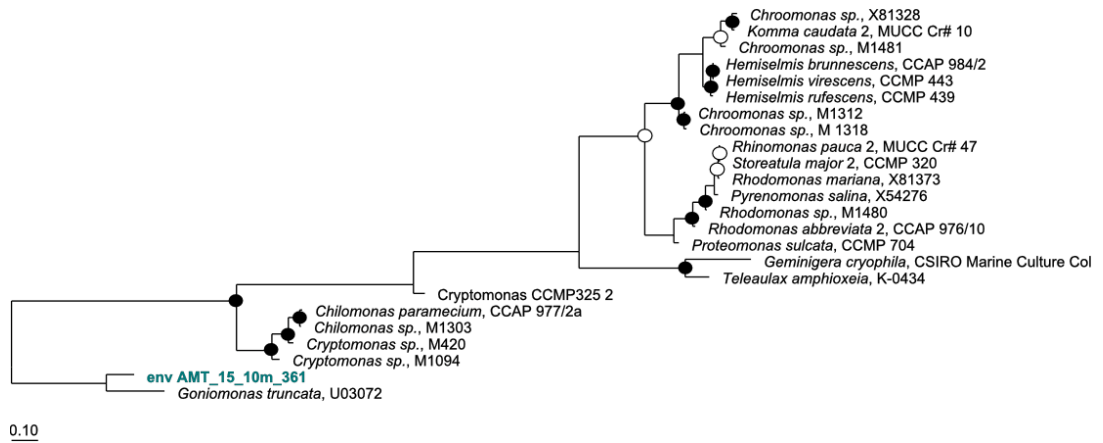 Chroomonas sp., X81328
Komma caudata 2, MUCC Cr# 10
Chroomonas sp., M1481
Hemiselmis brunnescens, CCAP 984/2
Hemiselmis virescens, CCMP 443
Hemiselmis rufescens, CCMP 439
Chroomonas sp., M1312
Chroomonas sp., M 1318
Rhinomonas pauca 2, MUCC Cr# 47
Storeatula major 2, CCMP 320
Rhodomonas mariana, X81373
Pyrenomonas salina, X54276
Rhodomonas sp., M1480
Rhodomonas abbreviata 2, CCAP 976/10
Proteomonas sulcata, CCMP 704
Geminigera cryophila, CSIRO Marine Culture Col
Teleaulax amphioxeia, K-0434
Cryptomonas CCMP325 2
Chilomonas paramecium, CCAP 977/2a
Chilomonas sp., M1303
Cryptomonas sp., M420
Cryptomonas sp., M1094
env AMT_15_10m_361
Goniomonas truncata, U03072
0.10